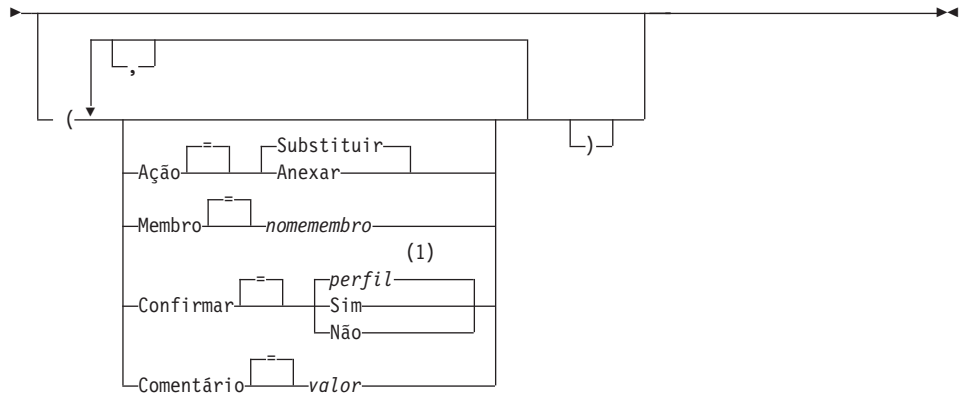 ,
( )
= Substituir
Ação Anexar
=
Membro nomemembro
(1)
= perfil
Confirmar Sim
Não
=
Comentário valor